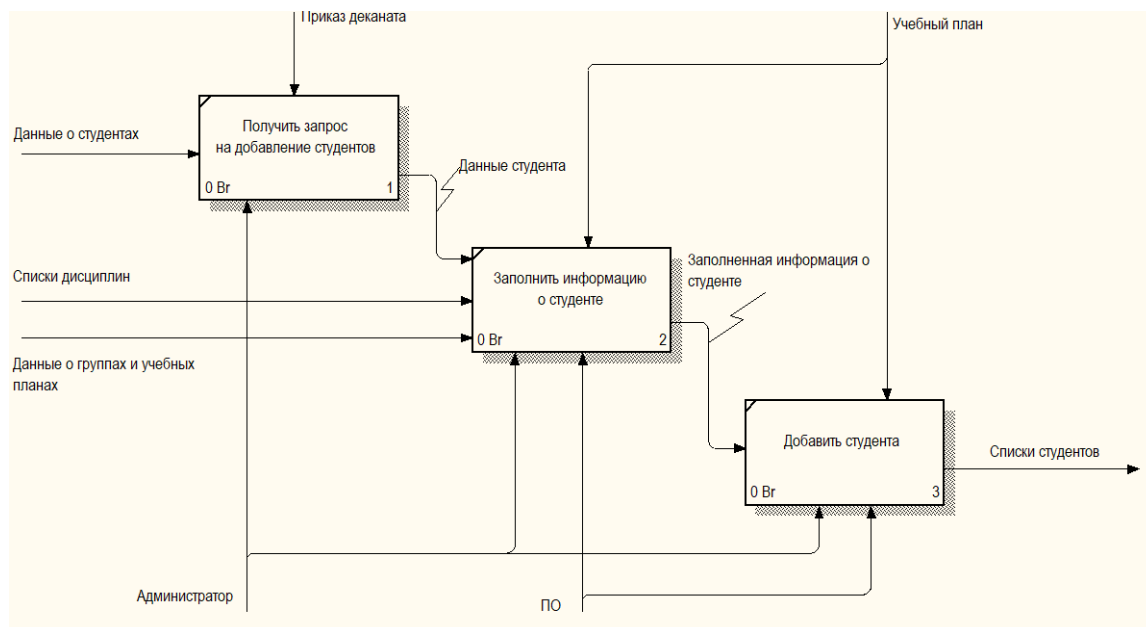 Приказ деканата
Учебный план
Получить запрос
на добавление студентов
0 Br
1
Данные о студентах
Данные студента
Списки дисциплин
Заполнить информацию
о студенте
0 Br
2
Заполненная информация о
студенте
Данные о группах и учебных
планах
Добавить студента
0 Br
3
Списки студентов
Администратор
ПО